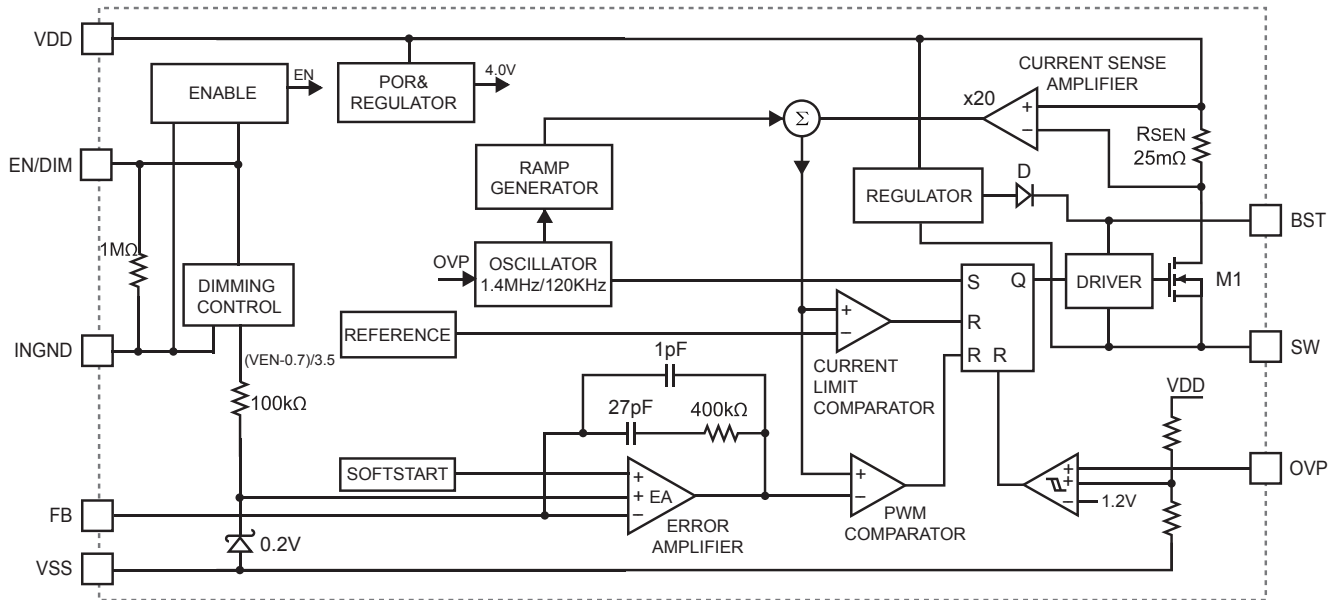 VDD
ENABLE
EN
POR&
REGULATOR
4.0V
CURRENT SENSE
AMPLIFIER
x20
+
−
Σ
RSEN
25mΩ
EN/DIM
RAMP
GENERATOR
REGULATOR
D
BST
1MΩ
OVP
OSCILLATOR
1.4MHz/120KHz
DIMMING
CONTROL
S
Q
R
R R
DRIVER
M1
REFERENCE
+
−
CURRENT
LIMIT
COMPARATOR
INGND
SW
(VEN-0.7)/3.5
100kΩ
1pF
27pF
400kΩ
VDD
SOFTSTART
+
+ EA
−
ERROR
AMPLIFIER
+
−
PWM
COMPARATOR
+
+
−
1.2V
OVP
FB
0.2V
VSS